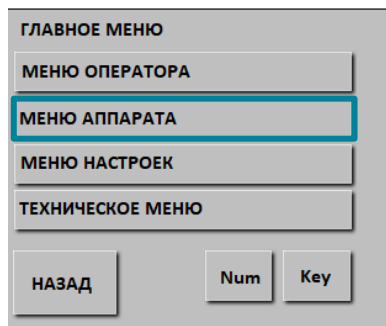 ГЛАВНОЕ МЕНЮ
МЕНЮ ОПЕРАТОРА
МЕНЮ АППАРАТА
МЕНЮ НАСТРОЕК
ТЕХНИЧЕСКОЕ МЕНЮ
НАЗАД Num Key